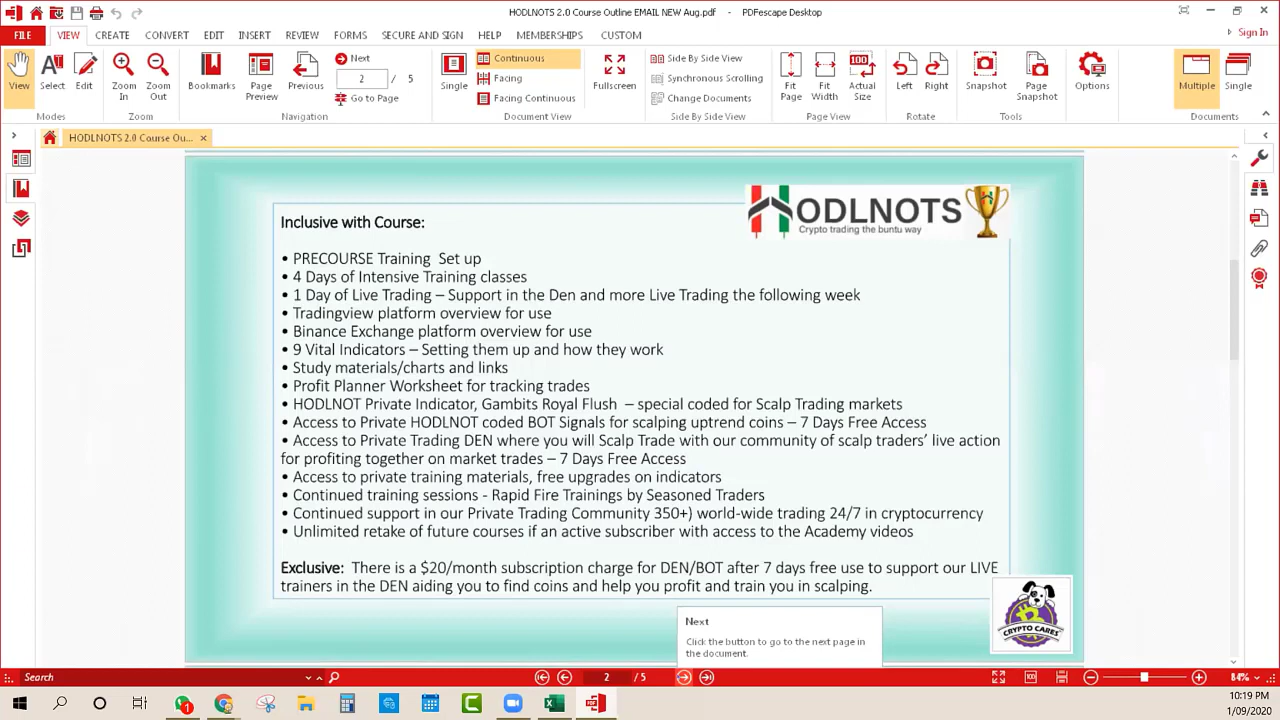 HODLNOTS 2.0 Course Outline EMAIL NEW Aug.pdf - PDFescape Desktop
FILE VIEW CREATE CONVERT EDIT INSERT REVIEW FORMS SECURE AND SIGN HELP MEMBERSHIPS CUSTOM Sign In
View Select Edit
Modes
Zoom In Zoom Out
Zoom
Bookmarks Page Preview Previous
Next
2 / 5
Go to Page
Navigation
Single
Continuous
Facing
Facing Continuous
Document View
Fullscreen
Side By Side View
Synchronous Scrolling
Change Documents
Side By Side
Fit Page Fit Width Actual Size
100
Page View
Left Right
Rotate
Snapshot Page Snapshot
Tools
Options
Multiple Single
Documents
HODLNOTS 2.0 Course Ou...
HODLNOTS
Crypto trading the buntu way
Inclusive with Course:
• PRECOURSE Training Set up
• 4 Days of Intensive Training classes
• 1 Day of Live Trading – Support in the Den and more Live Trading the following week
• Tradingview platform overview for use
• Binance Exchange platform overview for use
• 9 Vital Indicators – Setting them up and how they work
• Study materials/charts and links
• Profit Planner Worksheet for tracking trades
• HODLNOT Private Indicator, Gambits Royal Flush – special coded for Scalp Trading markets
• Access to Private HODLNOT coded BOT Signals for scalping uptrend coins – 7 Days Free Access
• Access to Private Trading DEN where you will Scalp Trade with our community of scalp traders' live action
for profiting together on market trades – 7 Days Free Access
• Access to private training materials, free upgrades on indicators
• Continued training sessions - Rapid Fire Trainings by Seasoned Traders
• Continued support in our Private Trading Community 350+) world-wide trading 24/7 in cryptocurrency
• Unlimited retake of future courses if an active subscriber with access to the Academy videos
Exclusive: There is a $20/month subscription charge for DEN/BOT after 7 days free use to support our LIVE
trainers in the DEN aiding you to find coins and help you profit and train you in scalping.
CRYPTO CARES
Next
Click the button to go to the next page in
the document.
Search 2 / 5 84%
1
10:19 PM
1/09/2020